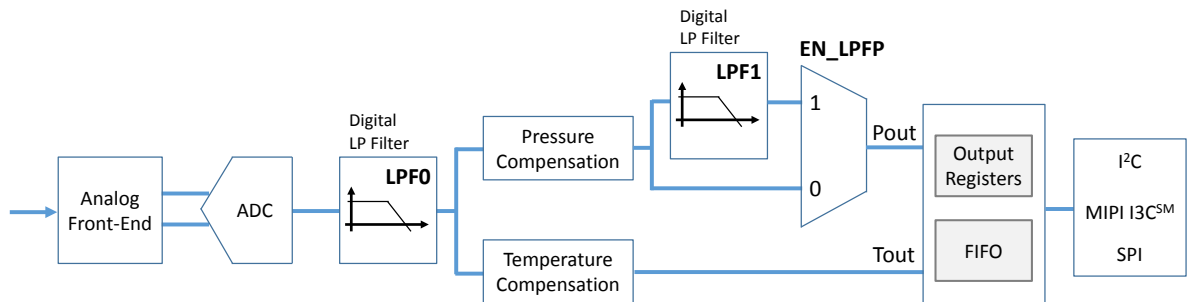 Analog
Front-End
ADC
Digital
LP Filter
LPF0
Pressure
Compensation
Temperature
Compensation
Digital
LP Filter
LPF1
EN_LPFP
1
0
Pout
Tout
Output
Registers
FIFO
I²C
MIPI I3Cˢᴹ
SPI